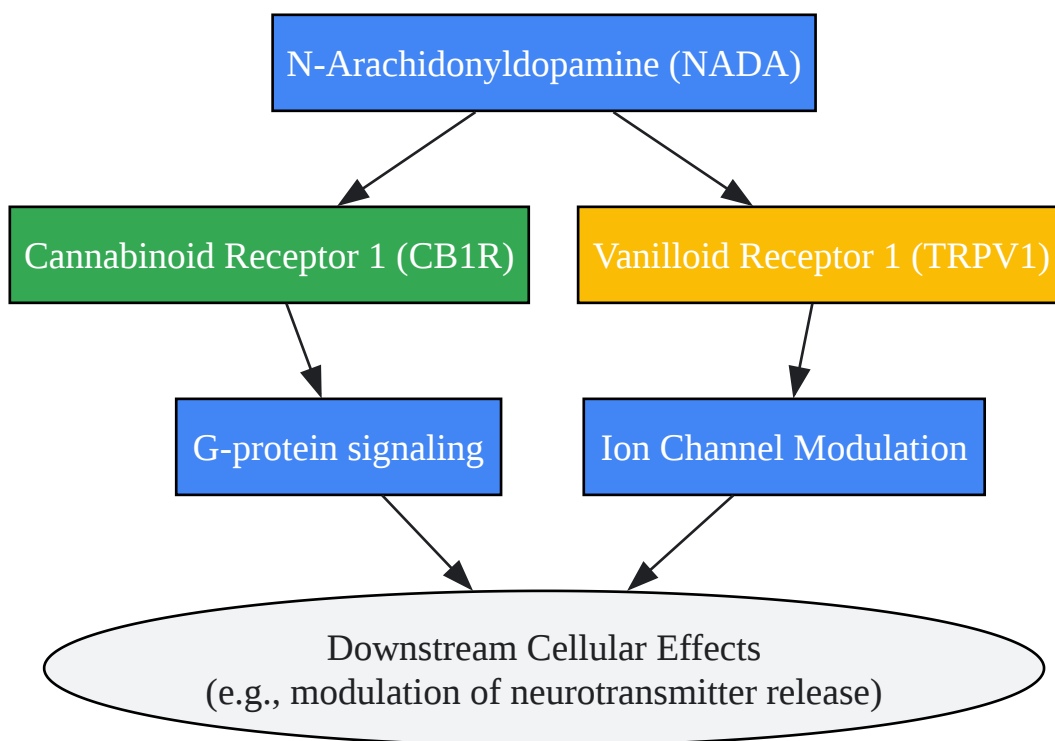 N-Arachidonyldopamine (NADA)
Cannabinoid Receptor 1 (CB1R)
Vanilloid Receptor 1 (TRPV1)
G-protein signaling
Ion Channel Modulation
Downstream Cellular Effects
(e.g., modulation of neurotransmitter release)